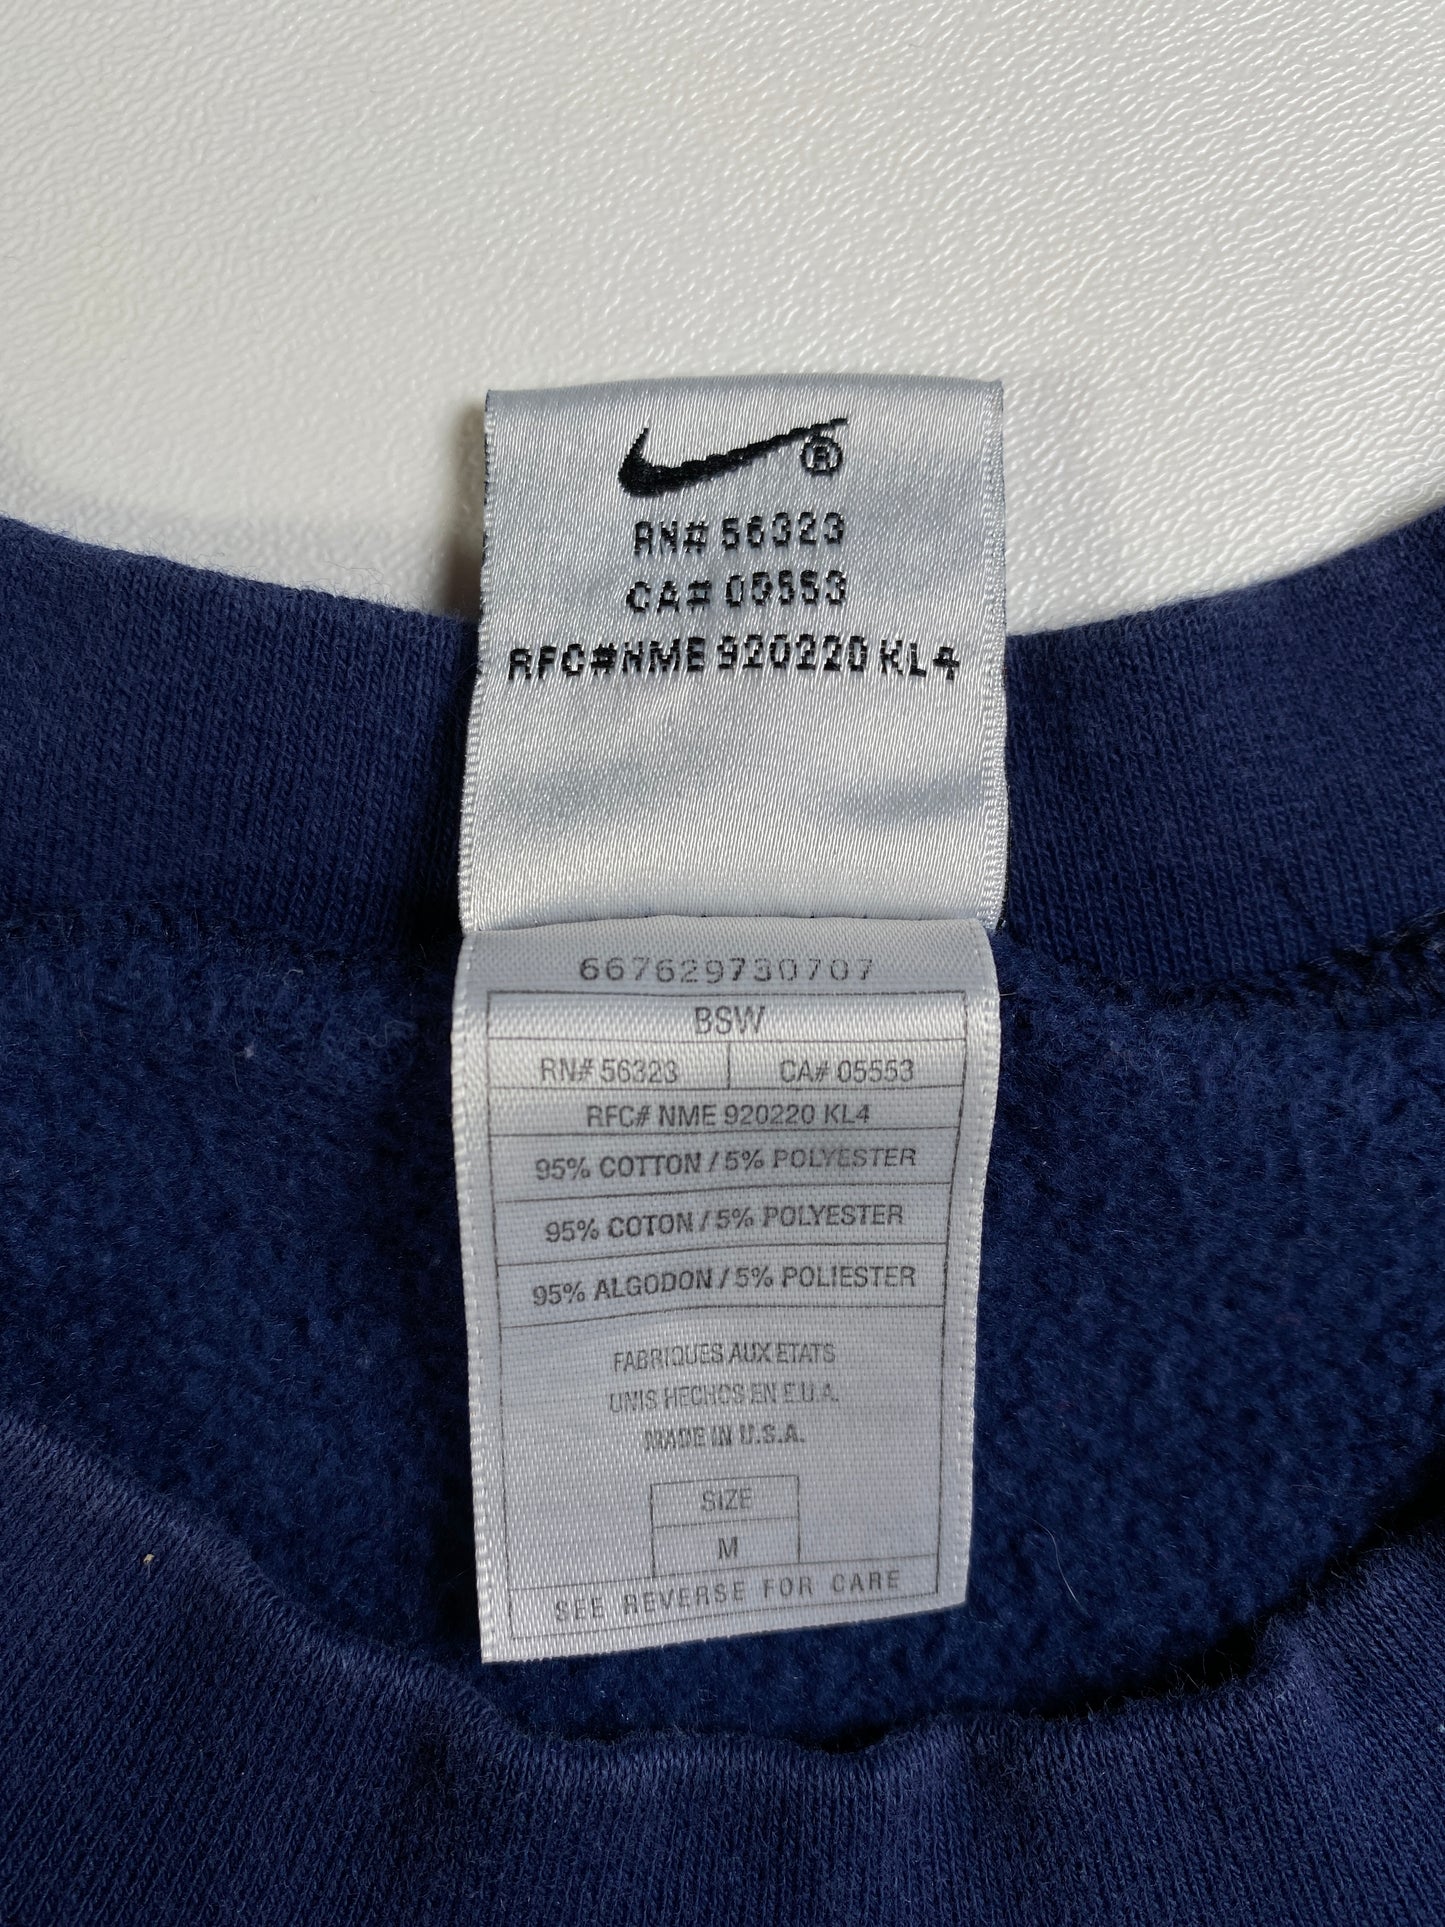 ®
RN# 56323
CA# 05553
RFC#NME 920220 KL4
667629730707
BSW
RN# 56323 CA# 05553
RFC# NME 920220 KL4
95% COTTON / 5% POLYESTER
95% COTON / 5% POLYESTER
95% ALGODON / 5% POLIESTER
FABRIQUES AUX ETATS
UNIS HECHOS EN E.U.A.
MADE IN U.S.A.
SIZE
M
SEE REVERSE FOR CARE